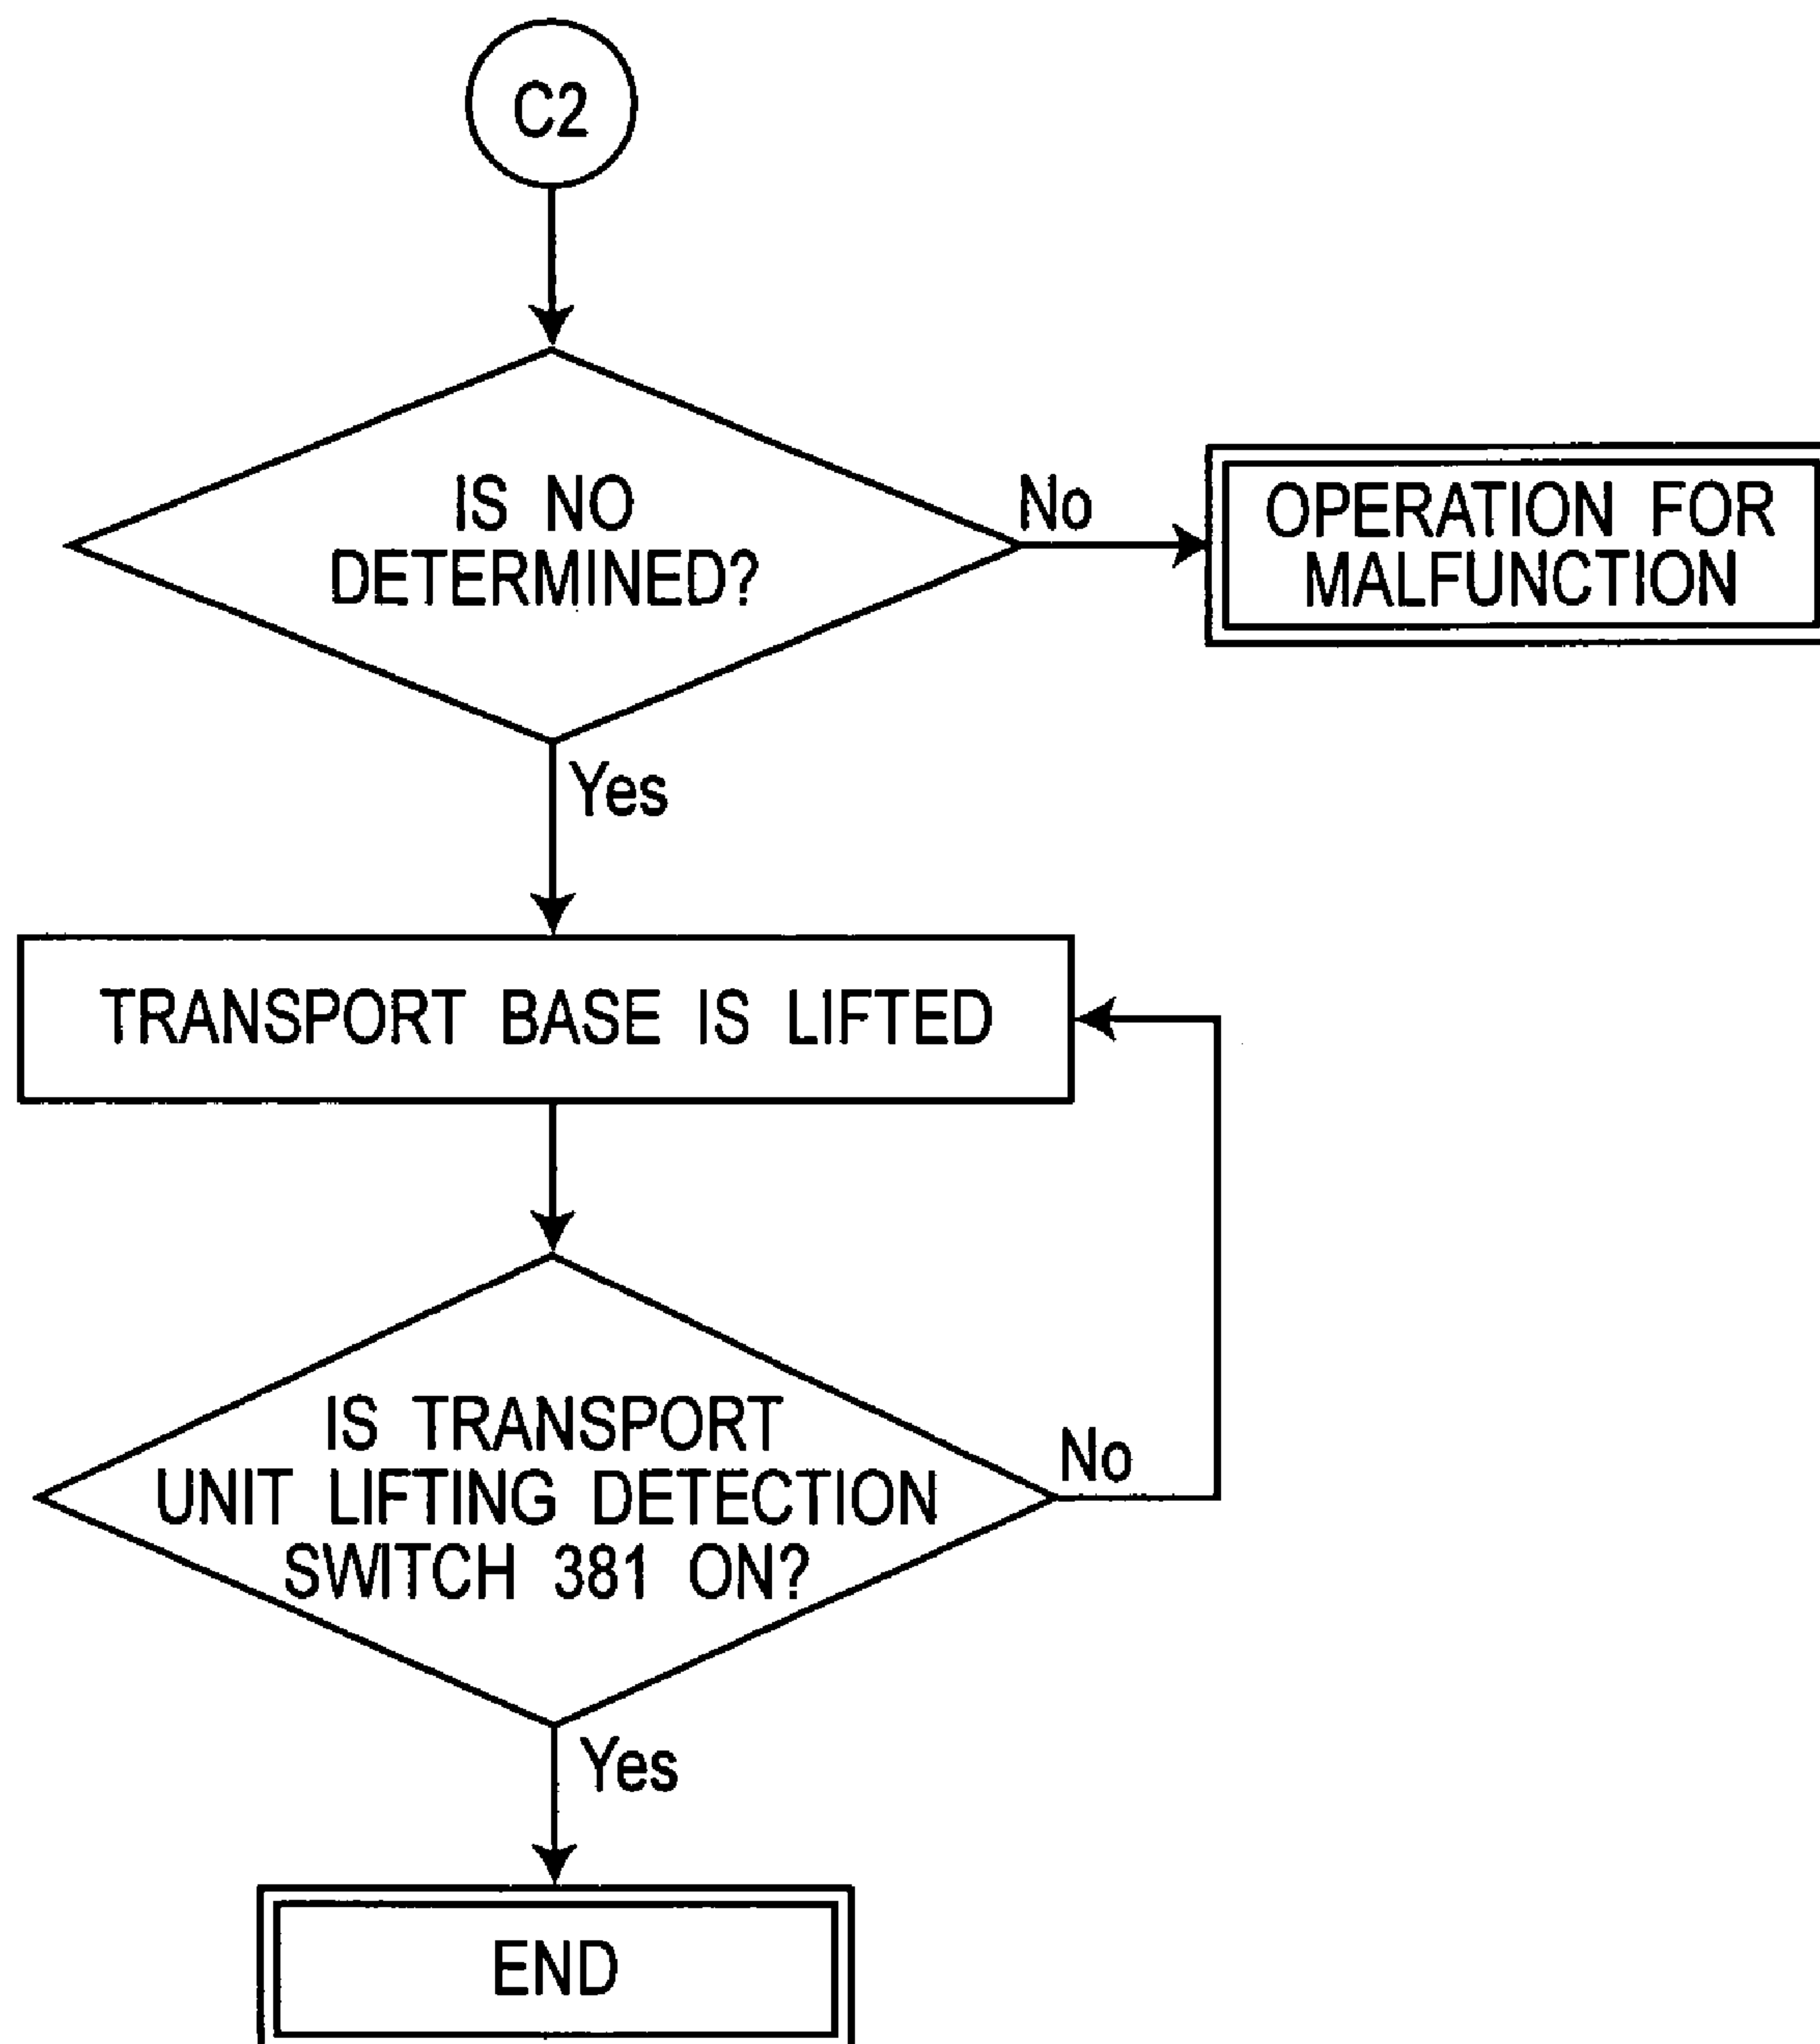 C2
IS NO
DETERMINED?
No
OPERATION FOR
MALFUNCTION
Yes
TRANSPORT BASE IS LIFTED
IS TRANSPORT
UNIT LIFTING DETECTION
SWITCH 381 ON?
No
Yes
END